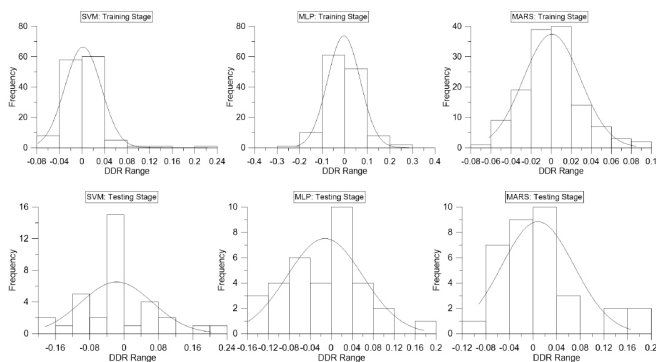 SVM: Training Stage
80
60
40
20
0
Frequency
-0.08 -0.04 0 0.04 0.08 0.12 0.16 0.20 0.24
DDR Range
MLP: Training Stage
80
60
40
20
0
Frequency
-0.4 -0.3 -0.2 -0.1 0 0.1 0.2 0.3 0.4
DDR Range
MARS: Training Stage
40
30
20
10
0
Frequency
-0.08 -0.06 -0.04 -0.02 0 0.02 0.04 0.06 0.08 0.1
DDR Range
SVM: Testing Stage
16
12
8
4
0
Frequency
-0.16 -0.08 0 0.08 0.16 0.24
DDR Range
MLP: Testing Stage
10
8
6
4
2
0
Frequency
-0.16 -0.12 -0.08 -0.04 0 0.04 0.08 0.12 0.16 0.2
DDR Range
MARS: Testing Stage
10
8
6
4
2
0
Frequency
-0.12 -0.08 -0.04 0 0.04 0.08 0.12 0.16 0.2
DDR Range